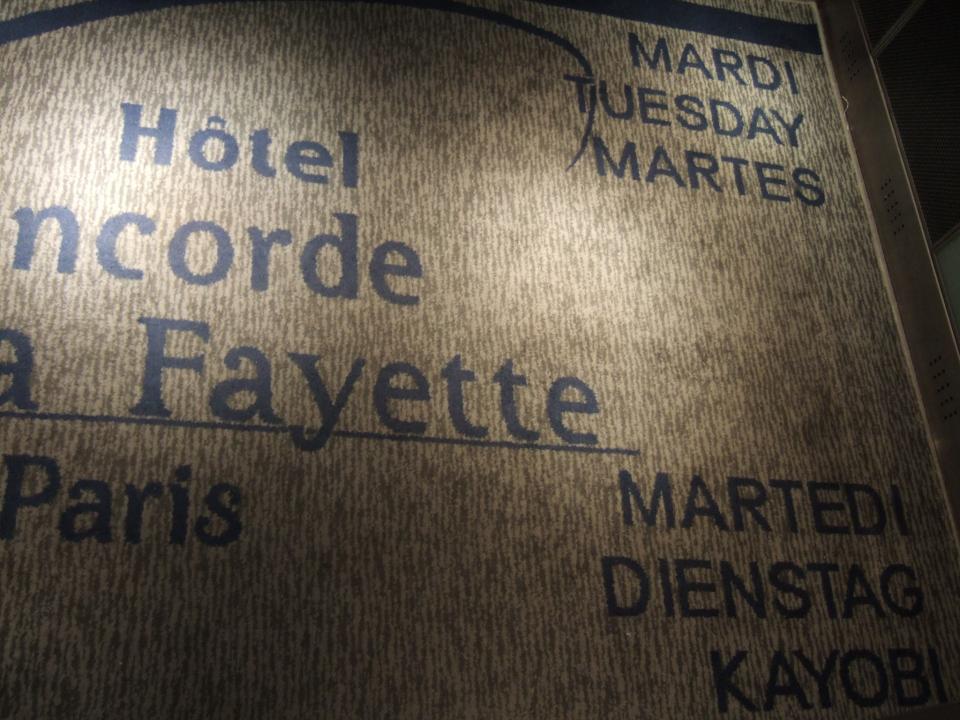 MARDI
TUESDAY
MARTES
Hôtel
ncorde
a Fayette
Paris
MARTEDI
DIENSTAG
KAYOBI